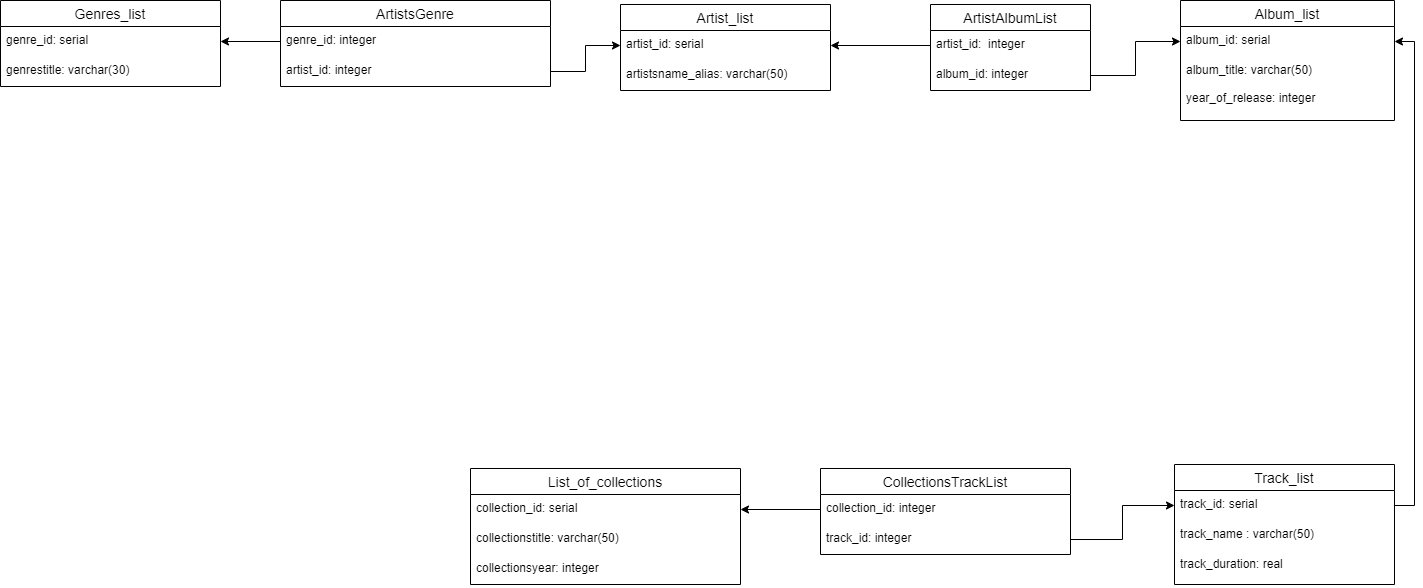 Genres_list
genre_id: serial
genrestitle: varchar(30)
ArtistsGenre
genre_id: integer
artist_id: integer
Artist_list
artist_id: serial
artistsname_alias: varchar(50)
ArtistAlbumList
artist_id:  integer
album_id: integer
Album_list
album_id: serial
album_title: varchar(50)
year_of_release: integer
List_of_collections
collection_id: serial
collectionstitle: varchar(50)
collectionsyear: integer
CollectionsTrackList
collection_id: integer
track_id: integer
Track_list
track_id: serial
track_name : varchar(50)
track_duration: real